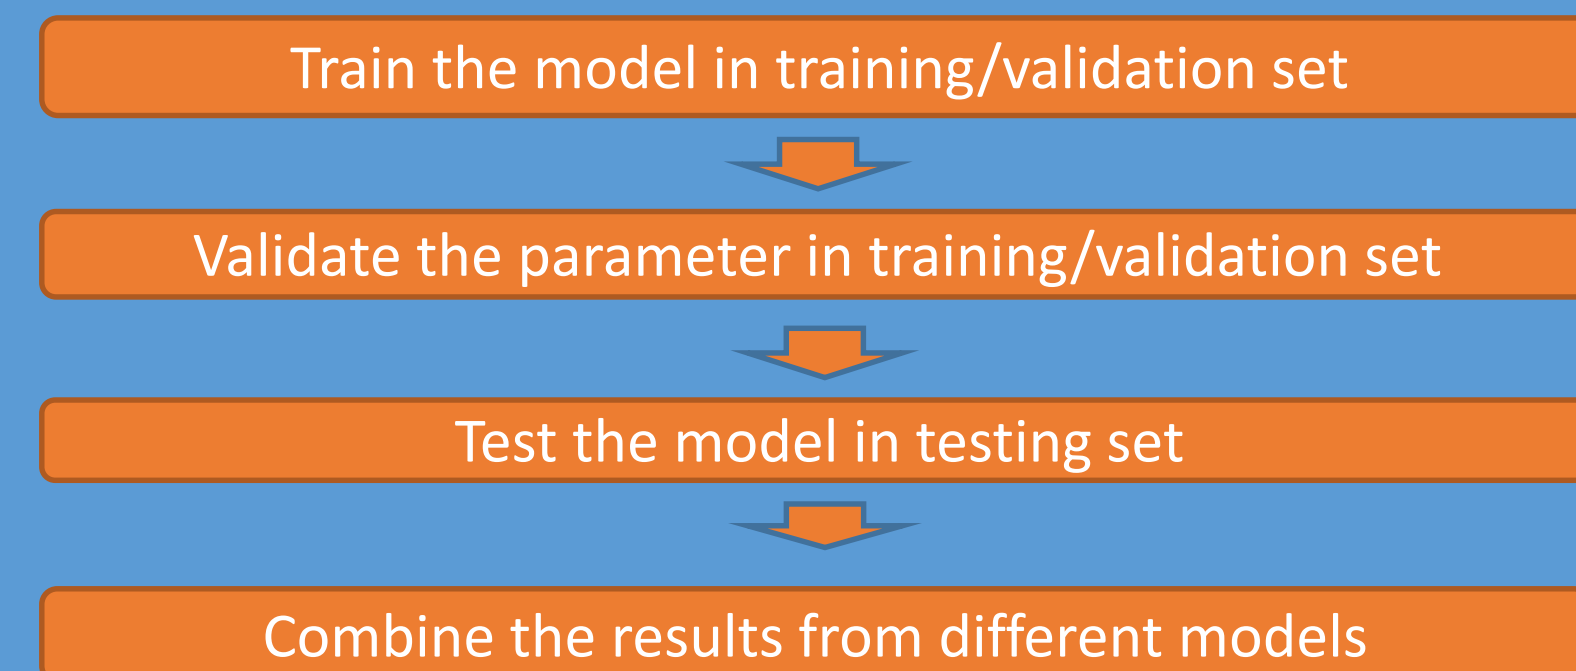 Train the model in training/validation set
Validate the parameter in training/validation set
Test the model in testing set
Combine the results from different models